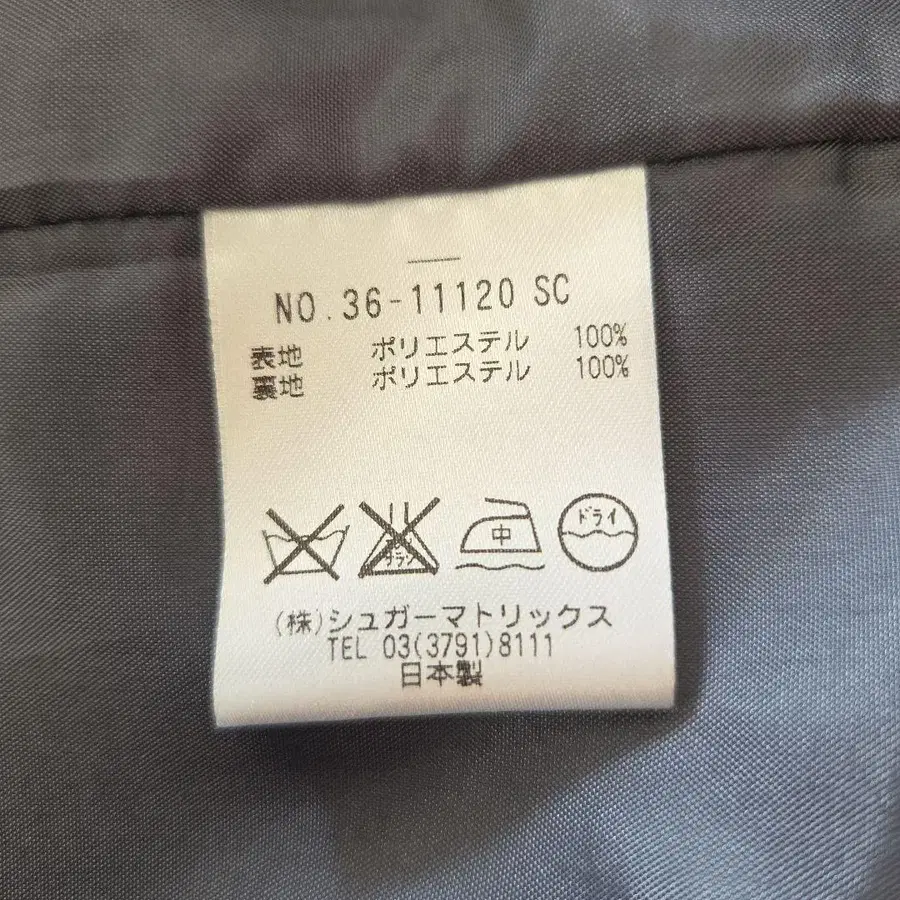 NO.36-11120 SC
表地 ポリエステル 100%
裏地 ポリエステル 100%
中 ドライ
(株)シュガーマトリックス
TEL 03(3791)8111
日本製